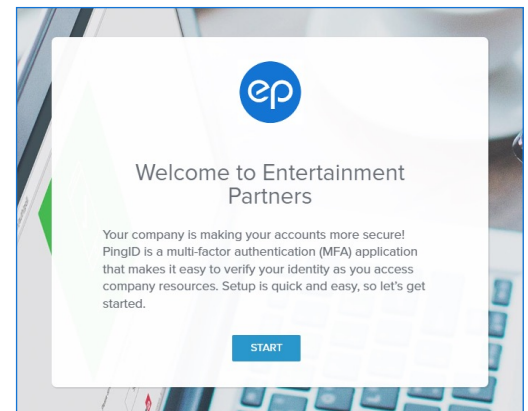 ep
Welcome to Entertainment
Partners
Your company is making your accounts more secure!
PingID is a multi-factor authentication (MFA) application
that makes it easy to verify your identity as you access
company resources. Setup is quick and easy, so let's get
started.
START